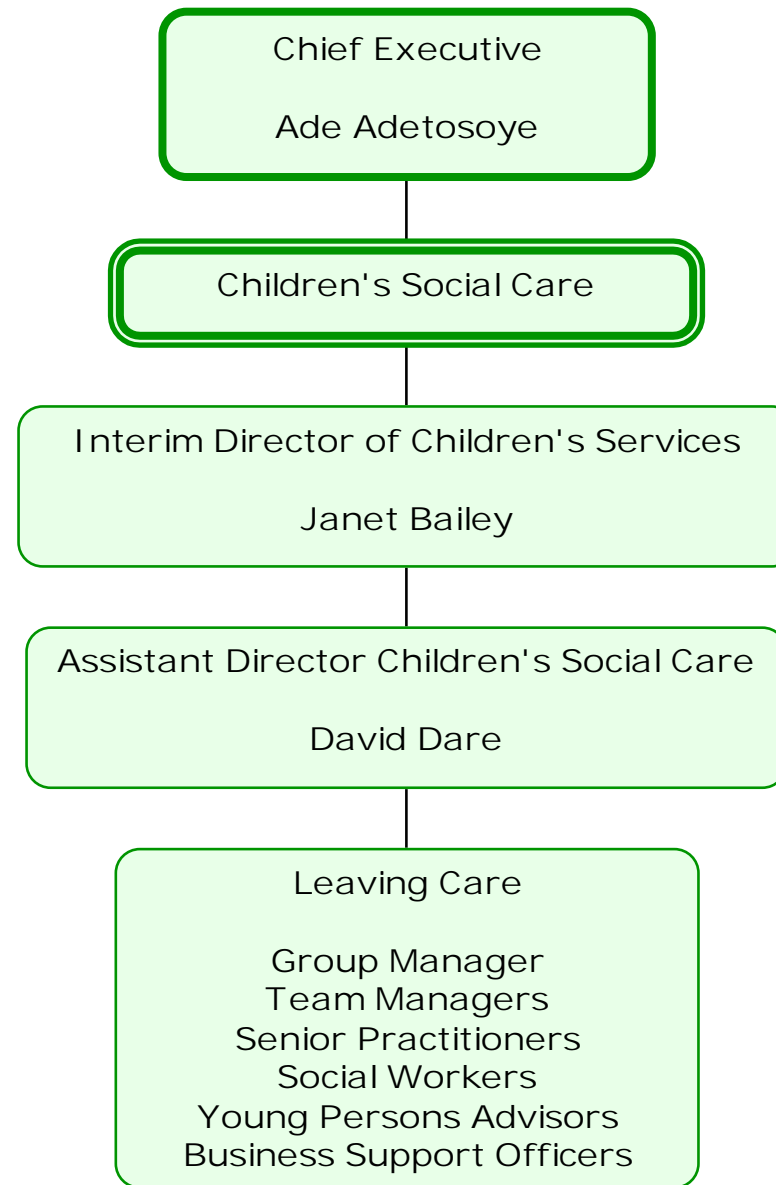 Chief Executive
Ade Adetosoye
Children's Social Care
Interim Director of Children's Services
Janet Bailey
Assistant Director Children's Social Care
David Dare
Leaving Care
Group Manager
Team Managers
Senior Practitioners
Social Workers
Young Persons Advisors
Business Support Officers